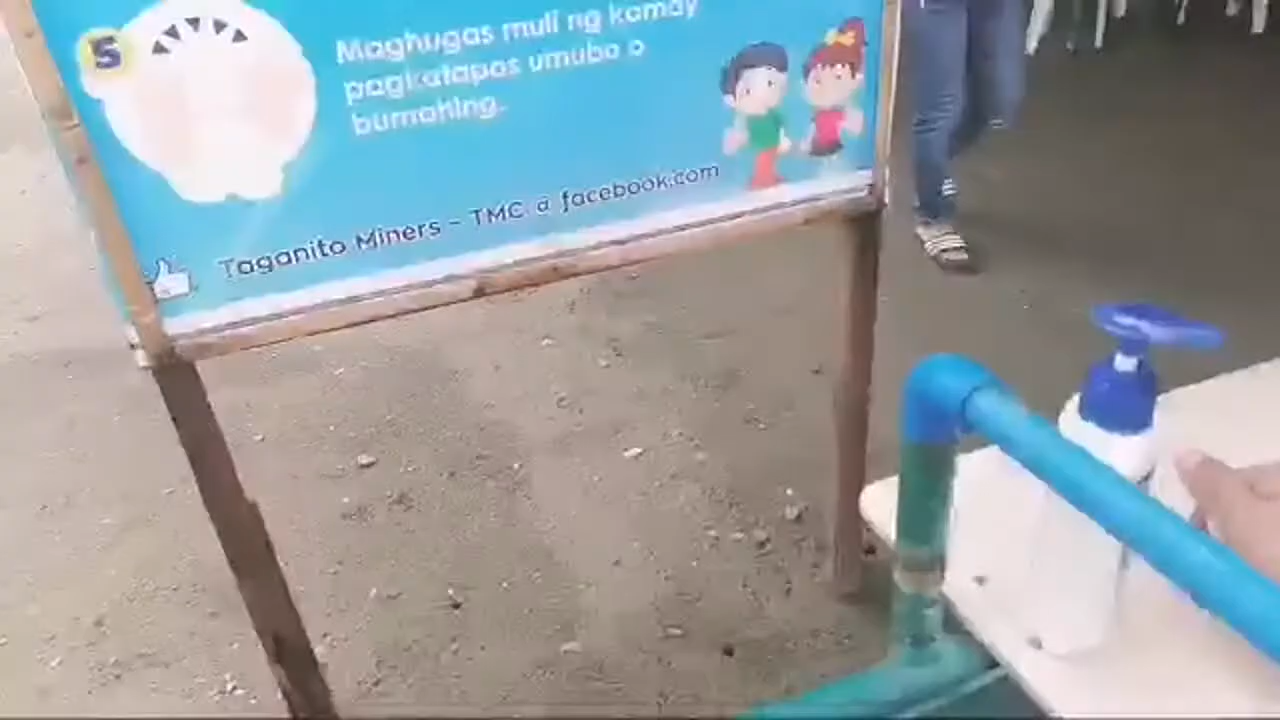 5
Maghugas muli ng kamay
pagkatapos umubo o
bumahing.
Taganito Miners - TMC @ facebook.com